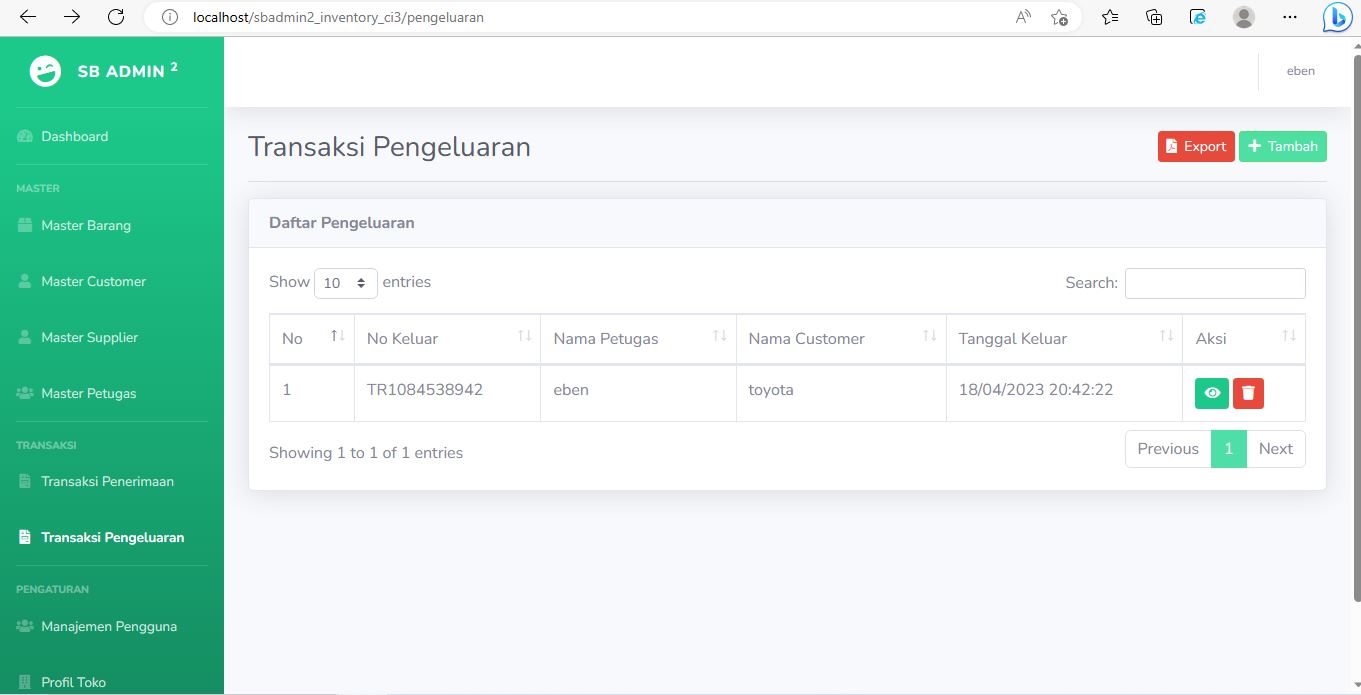 localhost/sbadmin2_inventory_ci3/pengeluaran
SB ADMIN 2
eben
Dashboard
MASTER
Master Barang
Master Customer
Master Supplier
Master Petugas
TRANSAKSI
Transaksi Penerimaan
Transaksi Pengeluaran
PENGATURAN
Manajemen Pengguna
Profil Toko
Transaksi Pengeluaran
Export
Tambah
Daftar Pengeluaran
Show 10 entries
Search:
No No Keluar Nama Petugas Nama Customer Tanggal Keluar Aksi
1 TR1084538942 eben toyota 18/04/2023 20:42:22
Showing 1 to 1 of 1 entries
Previous 1 Next